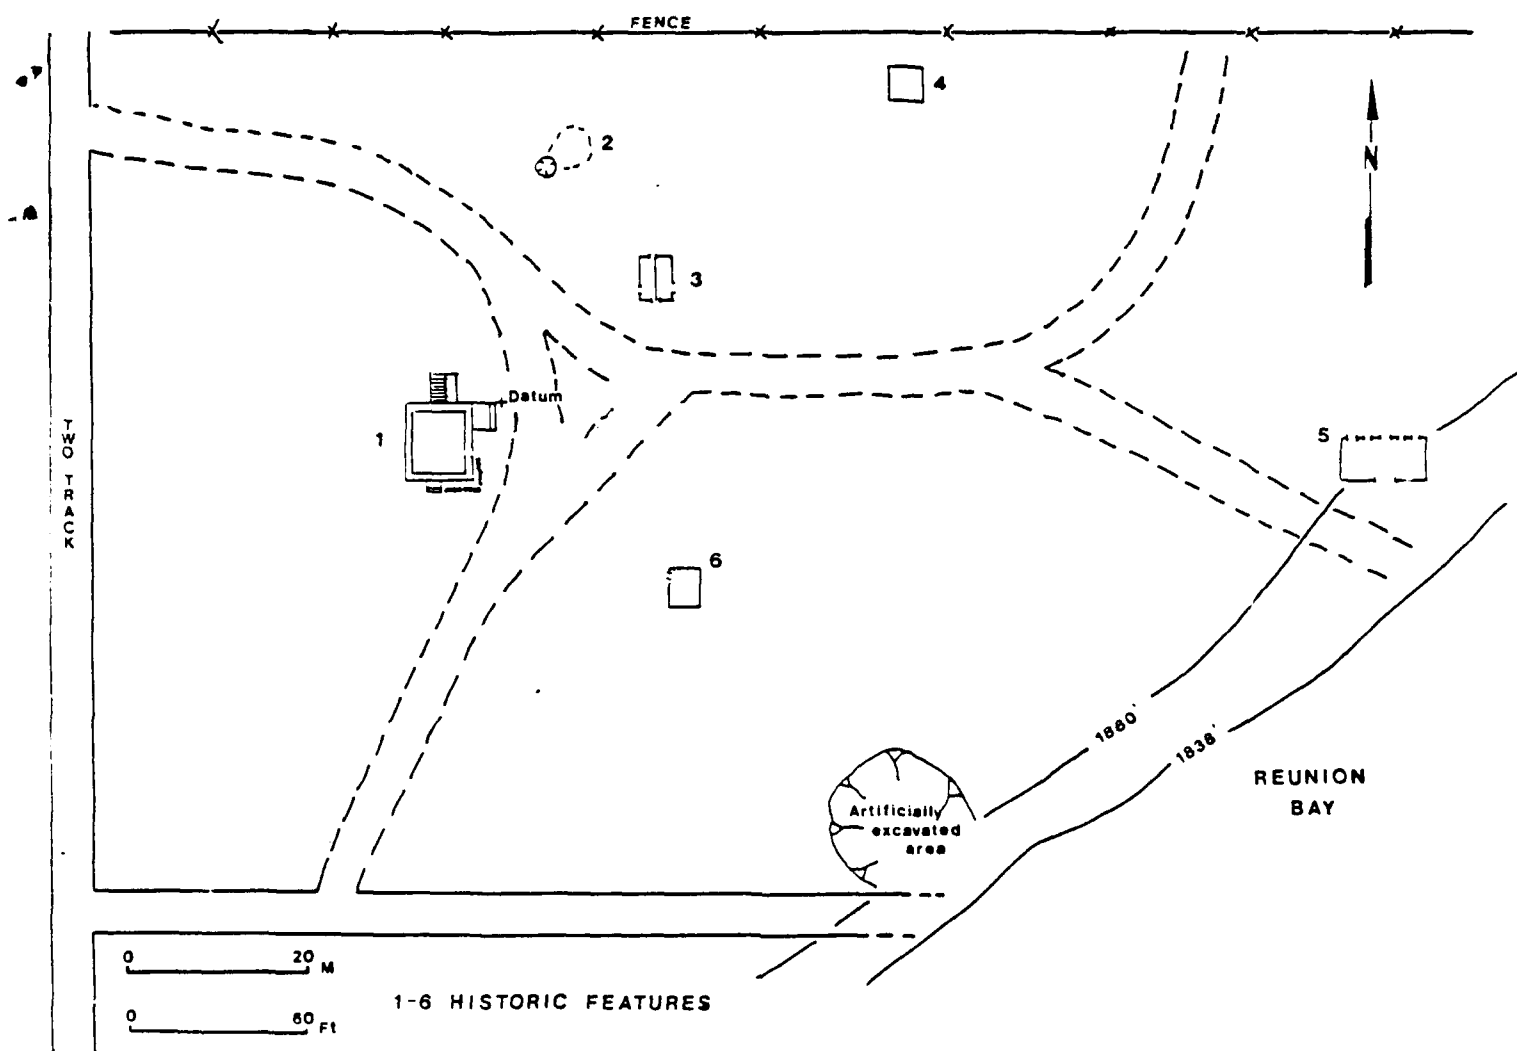 FENCE
4
2
N
3
Datum
1
5
TWO TRACK
6
1880'
1838'
REUNION
BAY
Artificially
excavated
area
0 20 M
1-6 HISTORIC FEATURES
0 60 Ft